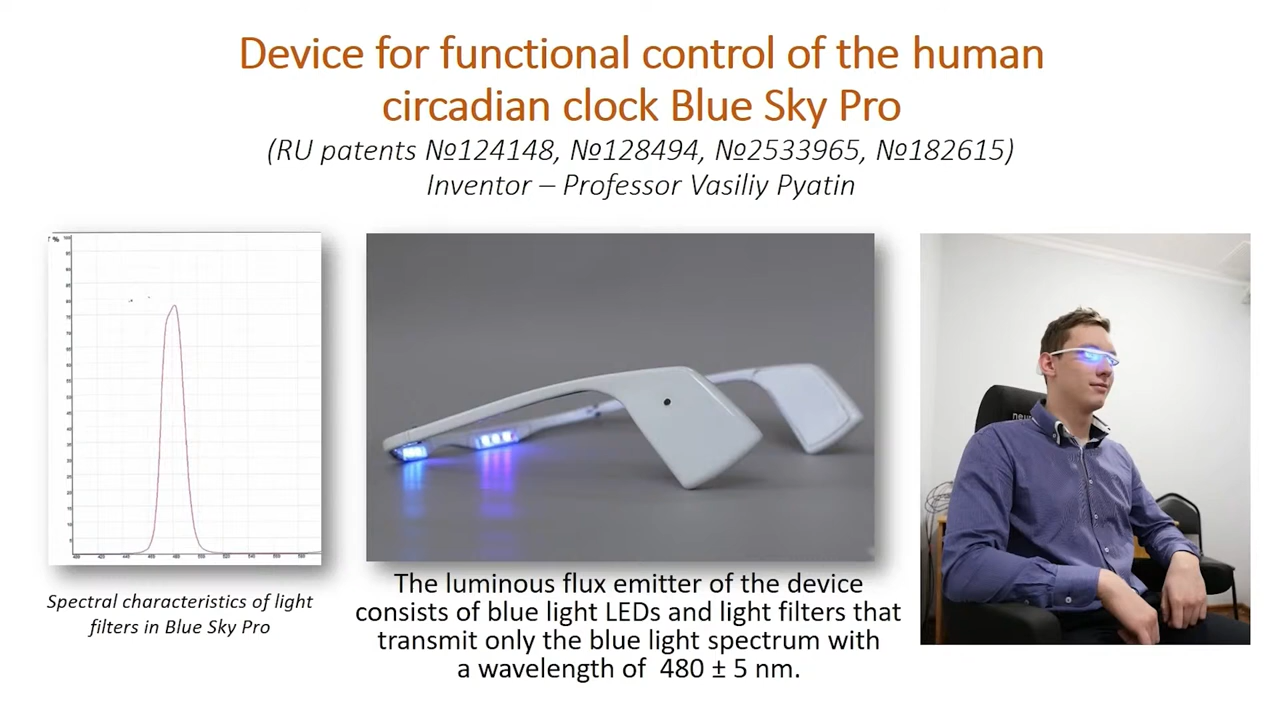 Device for functional control of the human
circadian clock Blue Sky Pro
(RU patents №124148, №128494, №2533965, №182615)
Inventor – Professor Vasiliy Pyatin
Spectral characteristics of light
filters in Blue Sky Pro
The luminous flux emitter of the device
consists of blue light LEDs and light filters that
transmit only the blue light spectrum with
a wavelength of 480 ± 5 nm.